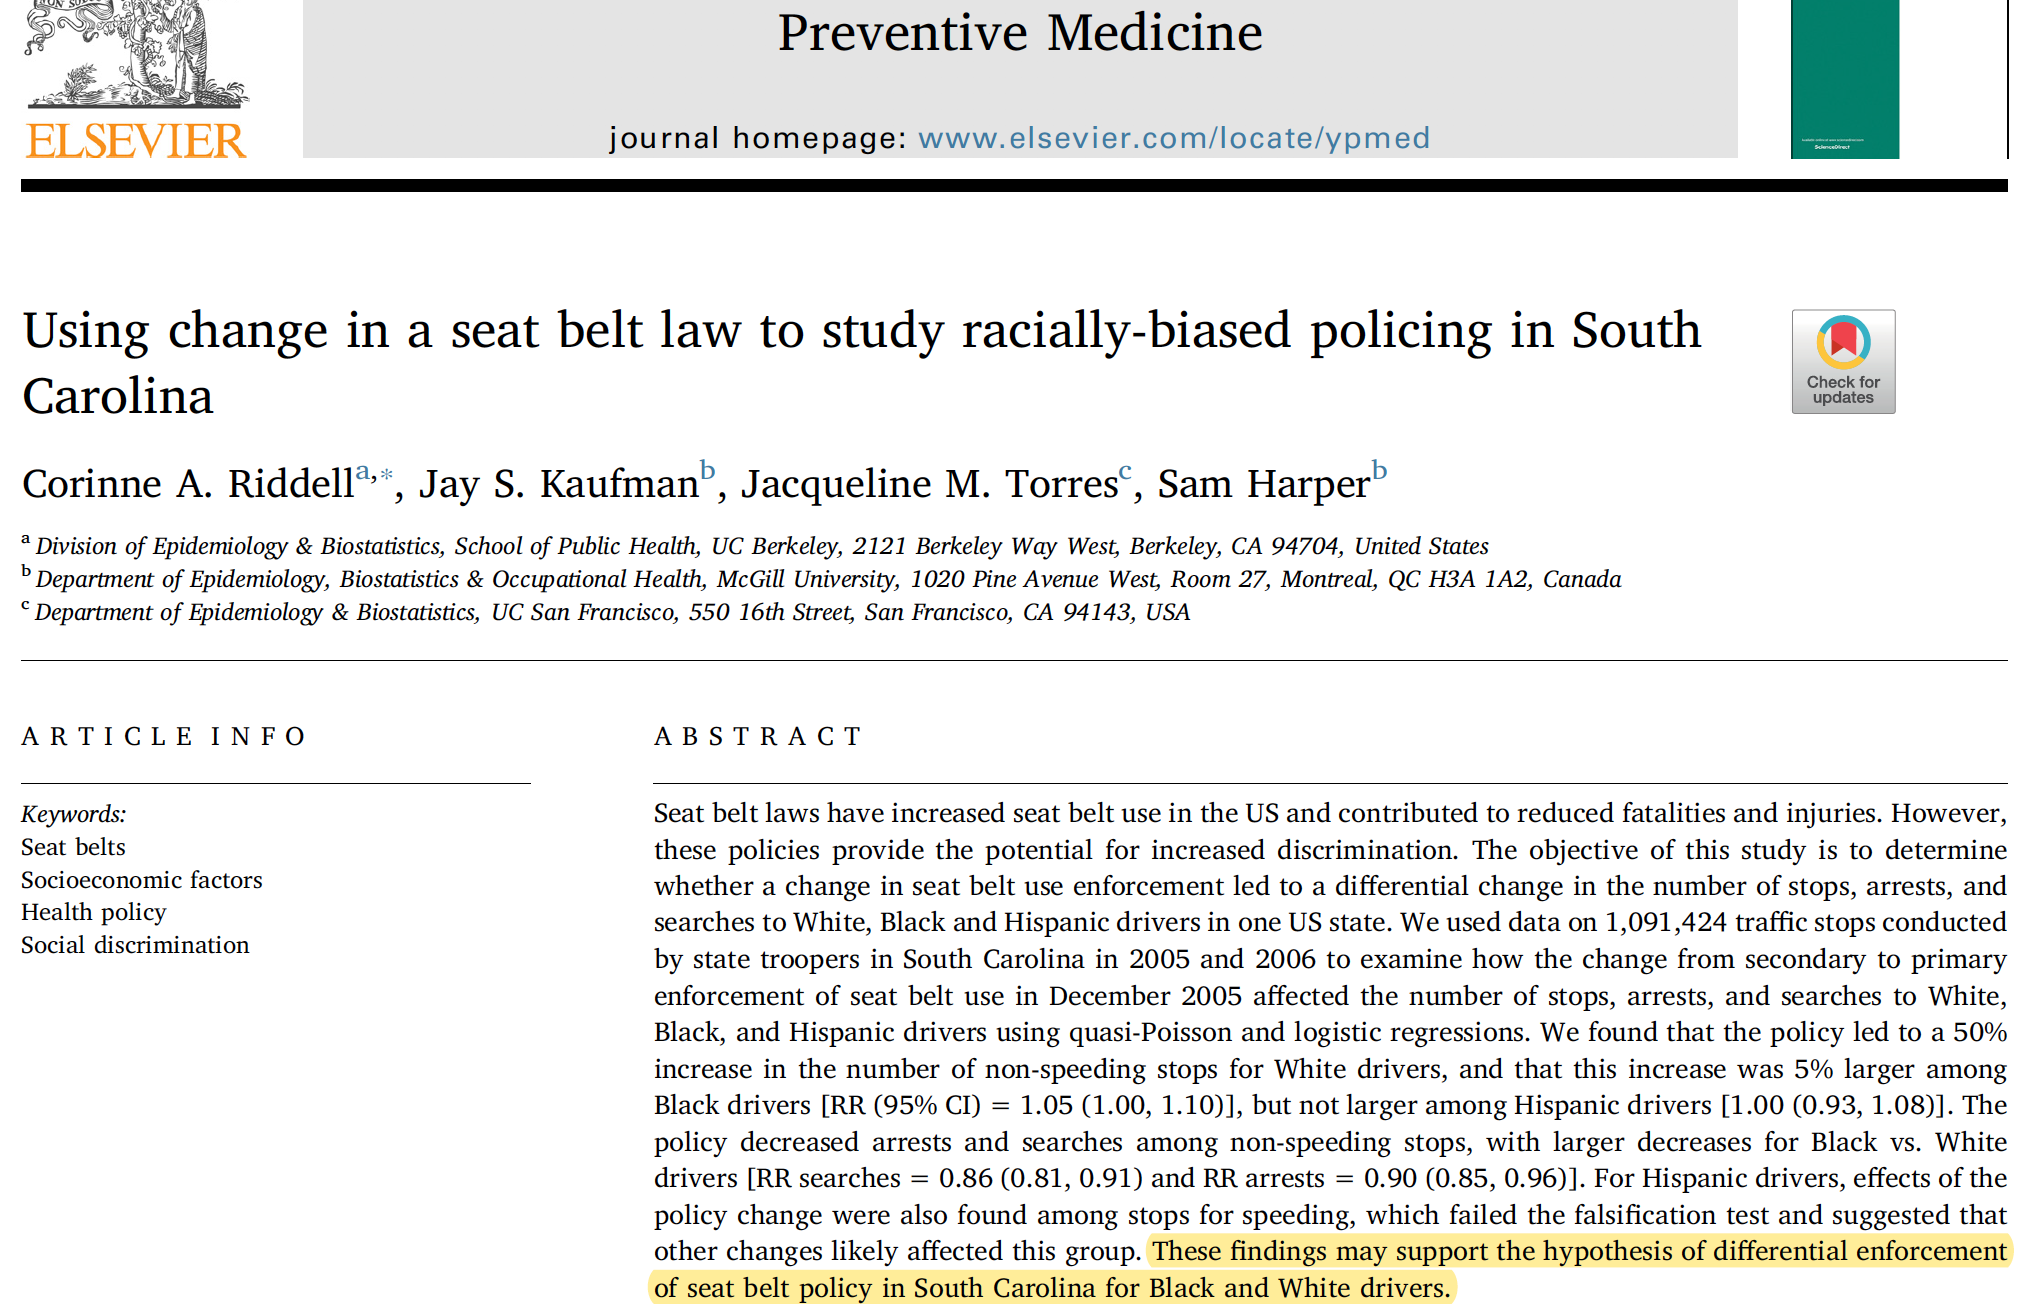 Preventive Medicine
journal homepage: www.elsevier.com/locate/ypmed
ELSEVIER
ScienceDirect
Using change in a seat belt law to study racially-biased policing in South
Carolina
Check for
updates
Corinne A. Riddella,*, Jay S. Kaufmanb, Jacqueline M. Torresc, Sam Harperb
a Division of Epidemiology & Biostatistics, School of Public Health, UC Berkeley, 2121 Berkeley Way West, Berkeley, CA 94704, United States
b Department of Epidemiology, Biostatistics & Occupational Health, McGill University, 1020 Pine Avenue West, Room 27, Montreal, QC H3A 1A2, Canada
c Department of Epidemiology & Biostatistics, UC San Francisco, 550 16th Street, San Francisco, CA 94143, USA
ARTICLE INFO
Keywords:
Seat belts
Socioeconomic factors
Health policy
Social discrimination
ABSTRACT
Seat belt laws have increased seat belt use in the US and contributed to reduced fatalities and injuries. However,
these policies provide the potential for increased discrimination. The objective of this study is to determine
whether a change in seat belt use enforcement led to a differential change in the number of stops, arrests, and
searches to White, Black and Hispanic drivers in one US state. We used data on 1,091,424 traffic stops conducted
by state troopers in South Carolina in 2005 and 2006 to examine how the change from secondary to primary
enforcement of seat belt use in December 2005 affected the number of stops, arrests, and searches to White,
Black, and Hispanic drivers using quasi-Poisson and logistic regressions. We found that the policy led to a 50%
increase in the number of non-speeding stops for White drivers, and that this increase was 5% larger among
Black drivers [RR (95% CI) = 1.05 (1.00, 1.10)], but not larger among Hispanic drivers [1.00 (0.93, 1.08)]. The
policy decreased arrests and searches among non-speeding stops, with larger decreases for Black vs. White
drivers [RR searches = 0.86 (0.81, 0.91) and RR arrests = 0.90 (0.85, 0.96)]. For Hispanic drivers, effects of the
policy change were also found among stops for speeding, which failed the falsification test and suggested that
other changes likely affected this group. These findings may support the hypothesis of differential enforcement
of seat belt policy in South Carolina for Black and White drivers.